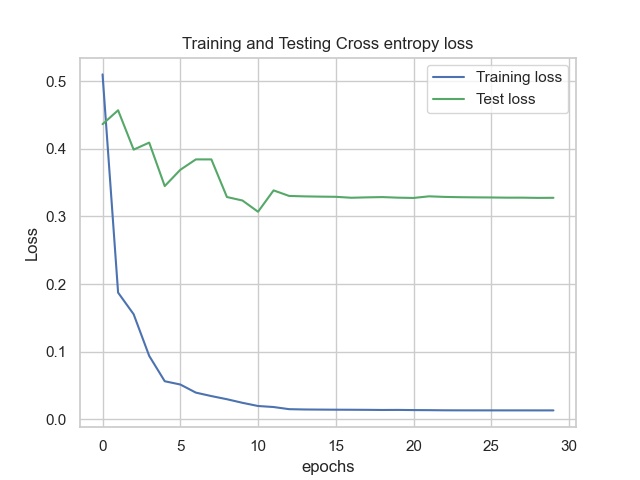 Training and Testing Cross entropy loss
Training loss
Test loss
Loss
0.5
0.4
0.3
0.2
0.1
0.0
0 5 10 15 20 25 30
epochs